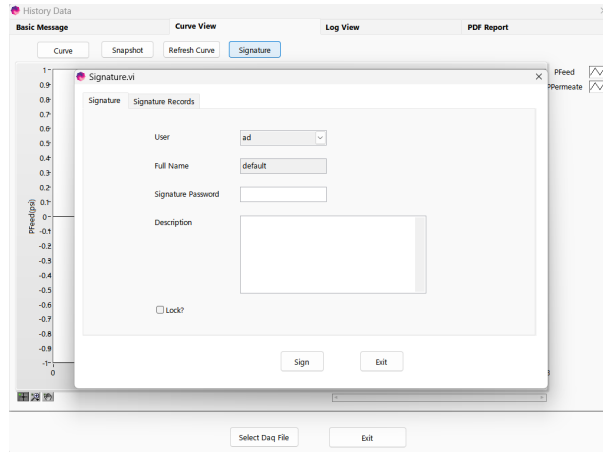 History Data
Basic Message Curve View Log View PDF Report
Curve Snapshot Refresh Curve Signature
Signature.vi
Signature Signature Records
User ad
Full Name default
Signature Password
Description
Lock?
Sign Exit
PFeed
PPermeate
PFeed(psi)
1
0.9
0.8
0.7
0.6
0.5
0.4
0.3
0.2
0.1
0
-0.1
-0.2
-0.3
-0.4
-0.5
-0.6
-0.7
-0.8
-0.9
-1
0
Select Daq File Exit